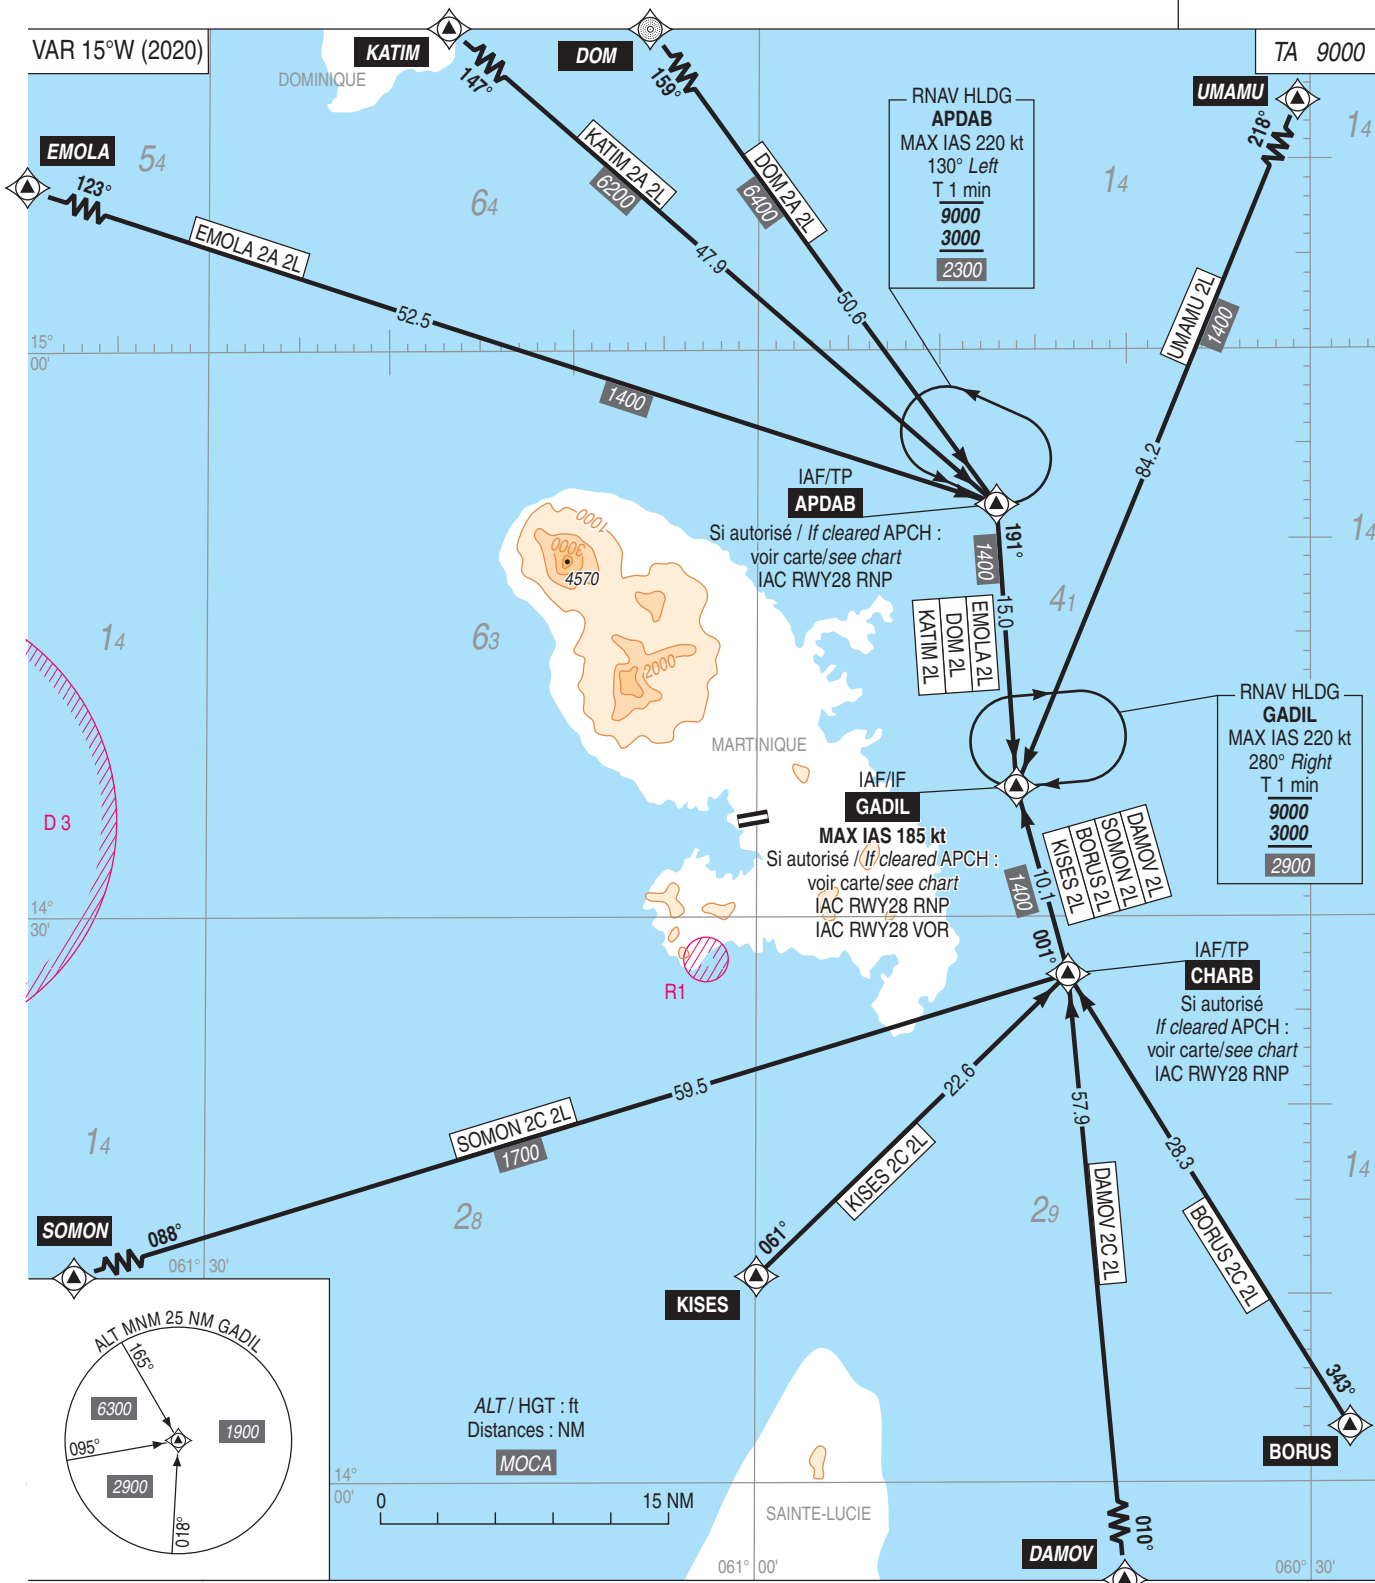 VAR 15°W (2020)
KATIM
DOM
TA 9000
UMAMU
DOMINIQUE
147°
159°
218°
EMOLA
123°
54
64
14
14
RNAV HLDG
APDAB
MAX IAS 220 kt
130° Left
T 1 min
9000
3000
2300
KATIM 2A 2L
6200
47.9
DOM 2A 2L
6400
50.6
EMOLA 2A 2L
52.5
1400
UMAMU 2L
1400
84.2
15°
00'
IAF/TP
APDAB
Si autorisé / If cleared APCH :
voir carte/see chart
IAC RWY28 RNP
191°
1400
15.0
EMOLA 2L
DOM 2L
KATIM 2L
1000
3000
4570
2000
14
63
41
14
MARTINIQUE
RNAV HLDG
GADIL
MAX IAS 220 kt
280° Right
T 1 min
9000
3000
2900
D 3
IAF/IF
GADIL
MAX IAS 185 kt
Si autorisé / If cleared APCH :
voir carte/see chart
IAC RWY28 RNP
IAC RWY28 VOR
DAMOV 2L
SOMON 2L
BORUS 2L
KISES 2L
10.1
1400
001°
14°
30'
R1
IAF/TP
CHARB
Si autorisé
If cleared APCH :
voir carte/see chart
IAC RWY28 RNP
59.5
22.6
57.9
28.3
SOMON 2C 2L
1700
KISES 2C 2L
DAMOV 2C 2L
BORUS 2C 2L
14
28
29
14
SOMON
088°
061° 30'
061°
KISES
343°
BORUS
ALT MNM 25 NM GADIL
165°
6300
1900
095°
2900
018°
ALT / HGT : ft
Distances : NM
MOCA
14°
00'
0
15 NM
SAINTE-LUCIE
010°
DAMOV
061° 00'
060° 30'